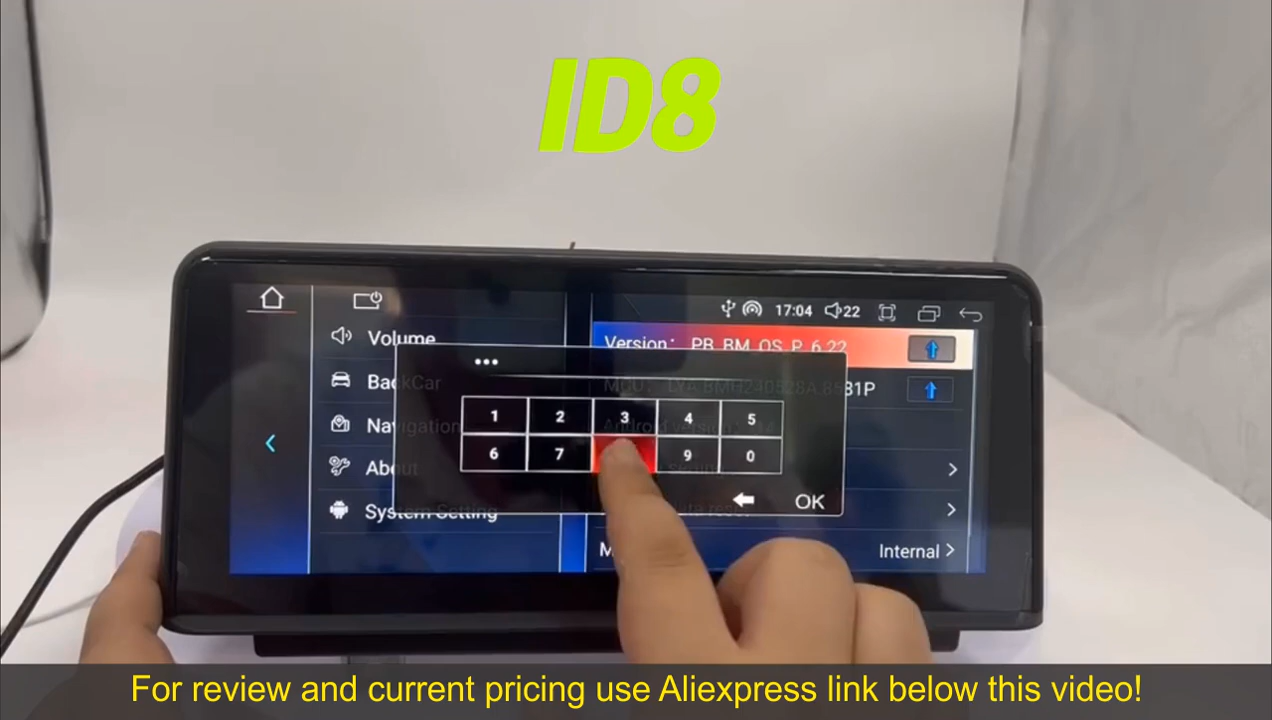 ID8
17:04 22
Volume
Version: PB_BM_OS_P_6.22
BackCar
Navigation
About
System Setting
•••
1 2 3 4 5
6 7 9 0
OK
Internal
For review and current pricing use Aliexpress link below this video!